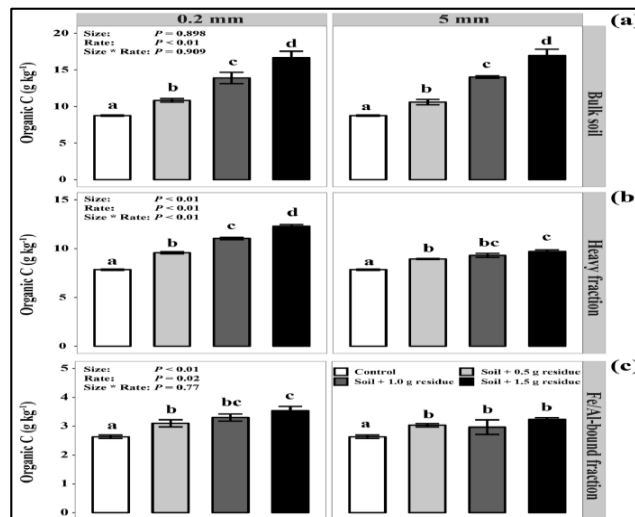 0.2 mm 5 mm
(a)
Size: P = 0.898
Rate: P < 0.01
Size * Rate: P = 0.909
a b c d
a b c d
20
15
10
5
0
Organic C (g kg-1)
Bulk soil
(b)
Size: P < 0.01
Rate: P < 0.01
Size * Rate: P < 0.01
a b c d
a b bc c
15
10
5
0
Organic C (g kg-1)
Heavy fraction
(c)
Size: P < 0.01
Rate: P = 0.02
Size * Rate: P = 0.77
Control Soil + 0.5 g residue
Soil + 1.0 g residue Soil + 1.5 g residue
a b bc c
a b b b
5
4
3
2
1
0
Organic C (g kg-1)
Fe/Al-bound fraction